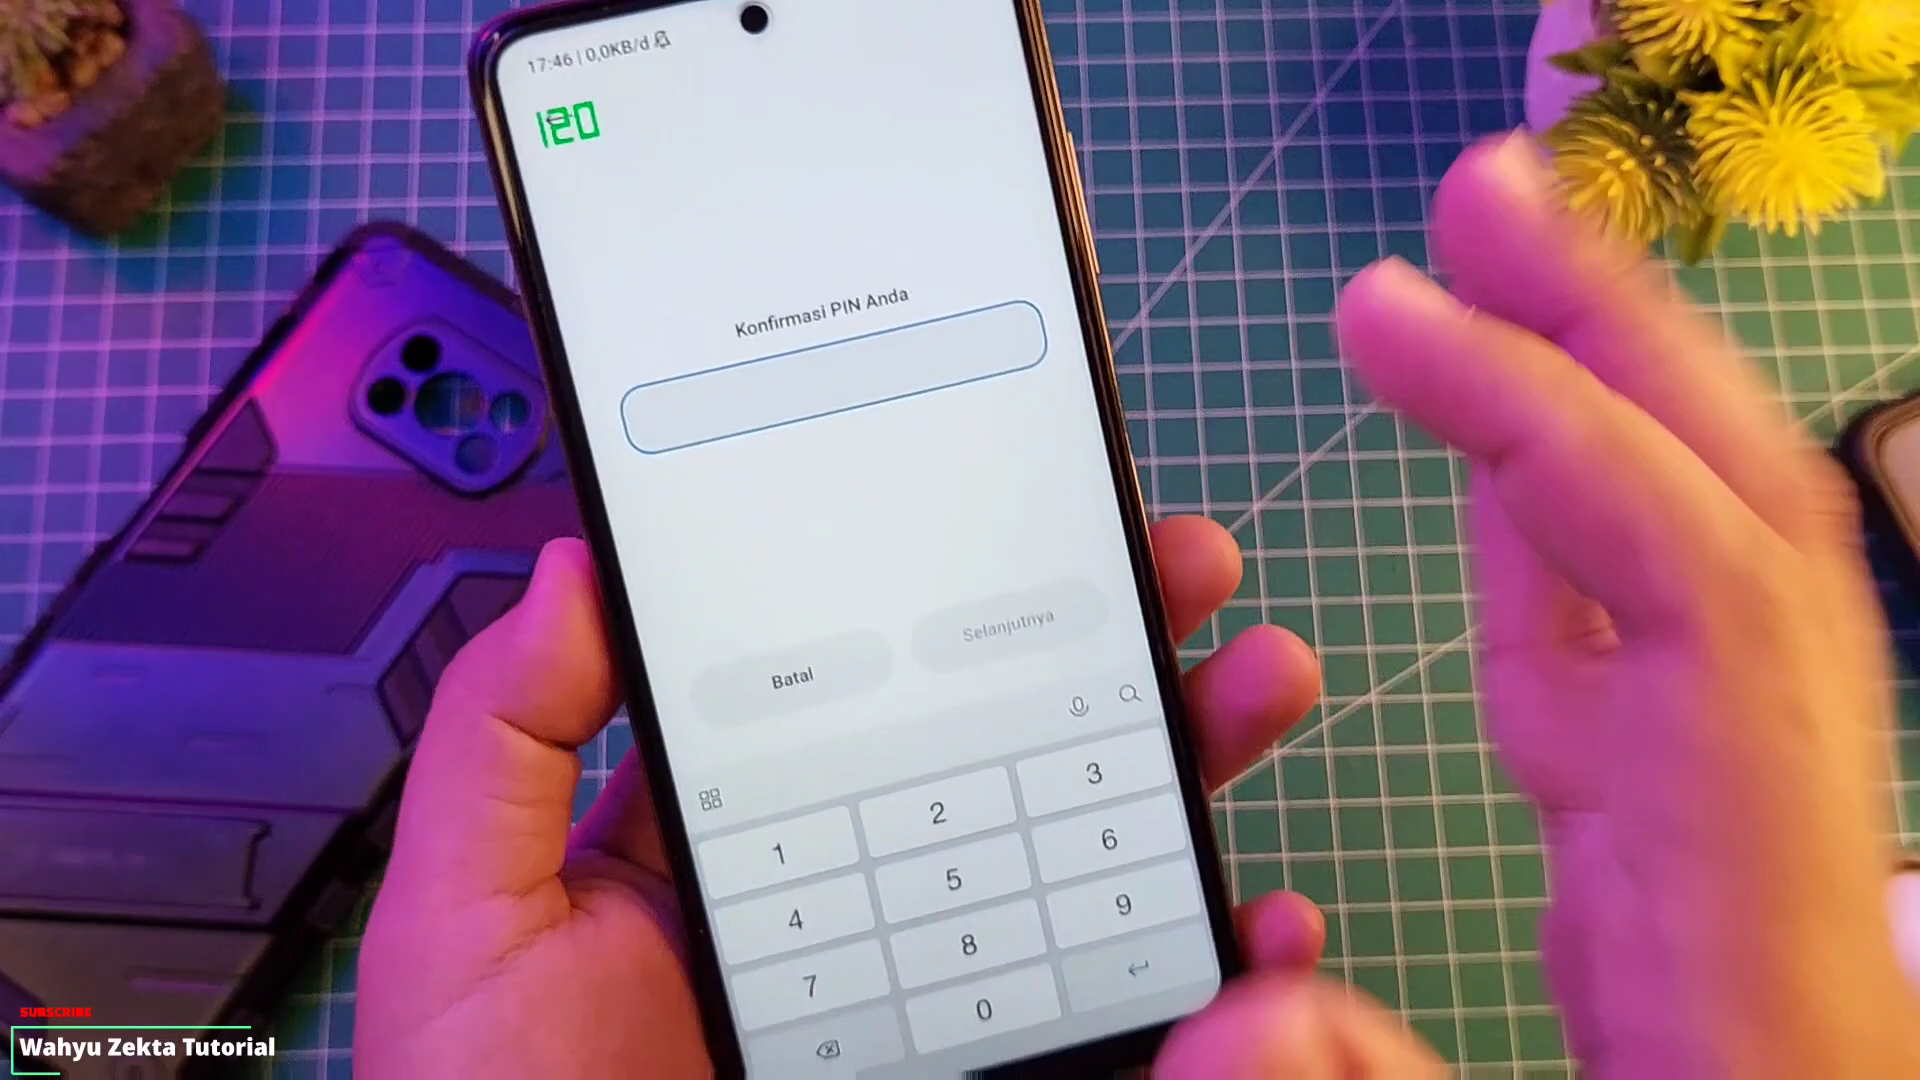 17:46 | 0,0KB/d
120
Konfirmasi PIN Anda
Batal
Selanjutnya
1
2
3
4
5
6
7
8
9
0
SUBSCRIBE
Wahyu Zekta Tutorial